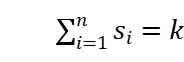 ∑ⁿᵢ₌₁ sᵢ = k